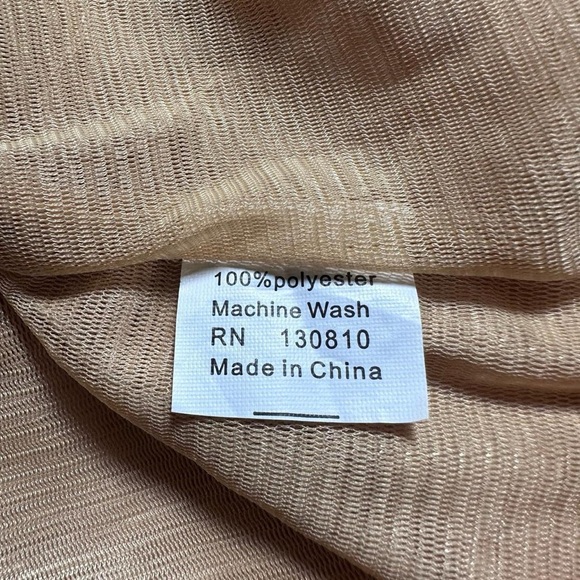 100%polyester
Machine Wash
RN 130810
Made in China